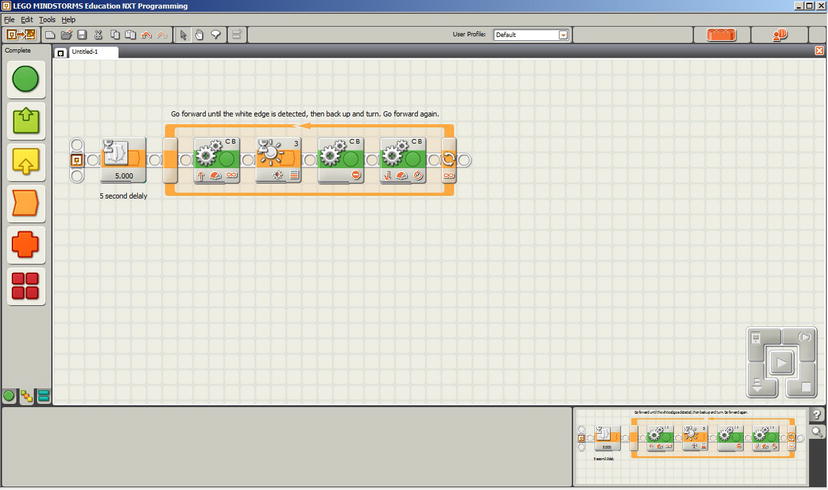 LEGO MINDSTORMS Education NXT Programming
File Edit Tools Help
User Profile: Default
Complete
Untitled-1
Go forward until the white edge is detected, then back up and turn. Go forward again.
C B
3
C B
C B
5.000
5 second delaly
Go forward until the white edge is detected, then back up and turn. Go forward again.
5.000
5 second delaly
?